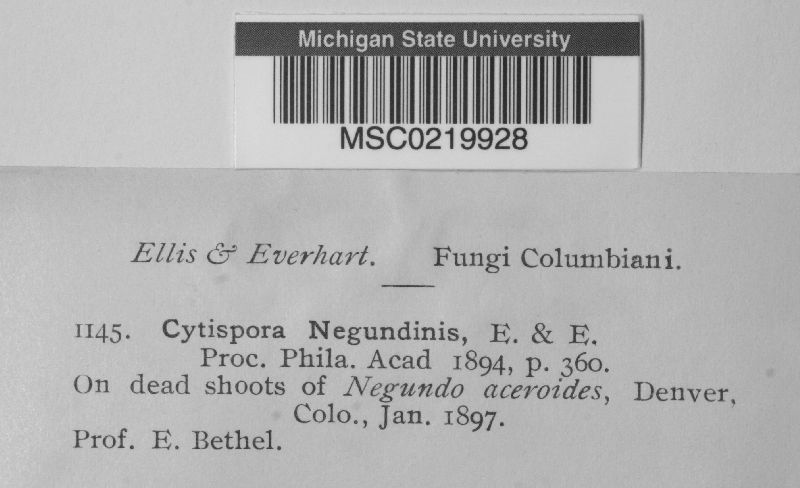 Michigan State University
MSC0219928
Ellis & Everhart. Fungi Columbiani.
1145. Cytispora Negundinis, E. & E.
Proc. Phila. Acad 1894, p. 360.
On dead shoots of Negundo aceroides, Denver,
Colo., Jan. 1897.
Prof. E. Bethel.